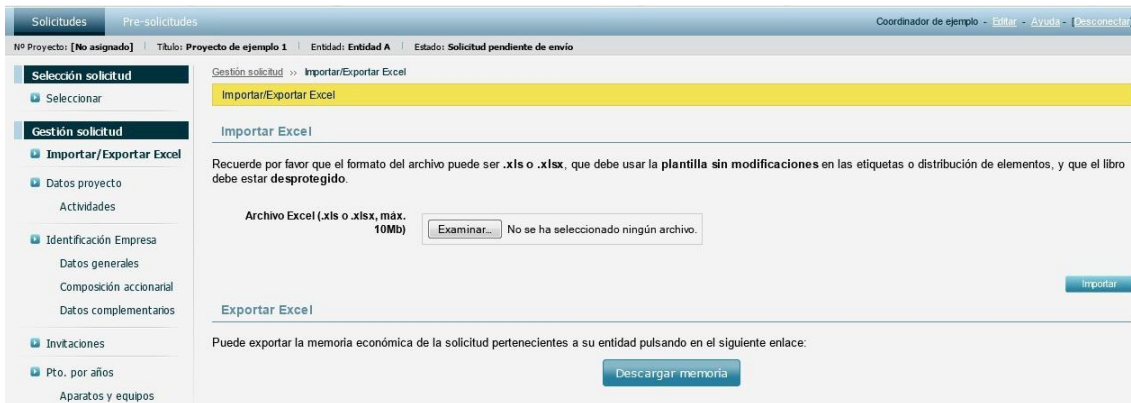 Solicitudes Pre-solicitudes Coordinador de ejemplo - Editar - Ayuda - [Desconectar
Nº Proyecto: [No asignado] Título: Proyecto de ejemplo 1 Entidad: Entidad A Estado: Solicitud pendiente de envío
Selección solicitud
Seleccionar
Gestión solicitud
Importar/Exportar Excel
Datos proyecto
Actividades
Identificación Empresa
Datos generales
Composición accionarial
Datos complementarios
Invitaciones
Pto. por años
Aparatos y equipos
Gestión solicitud ›› Importar/Exportar Excel
Importar/Exportar Excel
Importar Excel
Recuerde por favor que el formato del archivo puede ser .xls o .xlsx, que debe usar la plantilla sin modificaciones en las etiquetas o distribución de elementos, y que el libro
debe estar desprotegido.
Archivo Excel (.xls o .xlsx, máx.
10Mb)
Examinar... No se ha seleccionado ningún archivo.
Importar
Exportar Excel
Puede exportar la memoria económica de la solicitud pertenecientes a su entidad pulsando en el siguiente enlace:
Descargar memoria